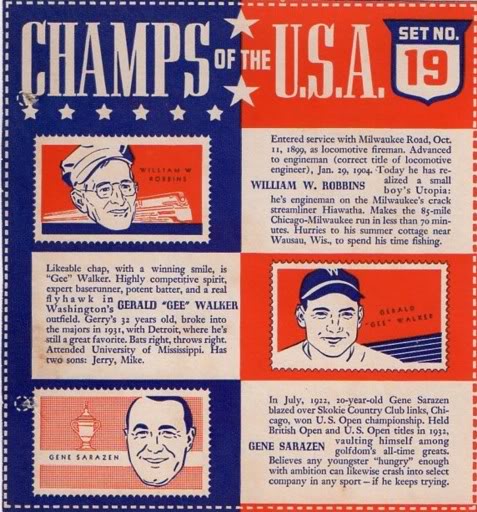 CHAMPS OF THE U.S.A.
SET NO.
19
WILLIAM W
ROBBINS
Entered service with Milwaukee Road, Oct.
11, 1899, as locomotive fireman. Advanced
to engineman (correct title of locomotive
engineer), Jan. 29, 1904. Today he has re-
alized a small
WILLIAM W. ROBBINS boy's Utopia:
he's engineman on the Milwaukee's crack
streamliner Hiawatha. Makes the 85-mile
Chicago-Milwaukee run in less than 70 min-
utes. Hurries to his summer cottage near
Wausau, Wis., to spend his time fishing.
Likeable chap, with a winning smile, is
"Gee" Walker. Highly competitive spirit,
expert baserunner, potent batter, and a real
flyhawk in
Washington's GERALD "GEE" WALKER
outfield. Gerry's 32 years old, broke into
the majors in 1931, with Detroit, where he's
still a great favorite. Bats right, throws right.
Attended University of Mississippi. Has
two sons: Jerry, Mike.
W
GERALD
"GEE" WALKER
GENE SARAZEN
In July, 1922, 20-year-old Gene Sarazen
blazed over Skokie Country Club links, Chi-
cago, won U. S. Open championship. Held
British Open and U. S. Open titles in 1932,
GENE SARAZEN vaulting himself among
golfdom's all-time greats.
Believes any youngster "hungry" enough
with ambition can likewise crash into select
company in any sport – if he keeps trying.